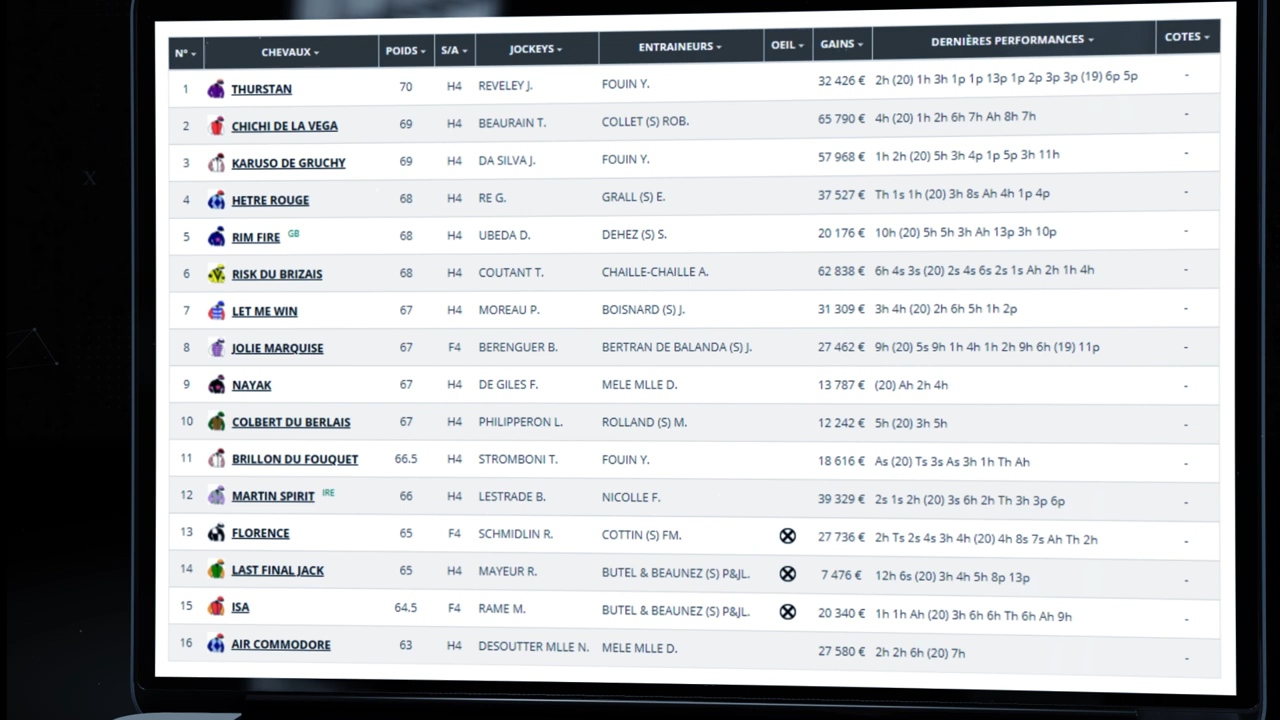 N° CHEVAUX POIDS S/A JOCKEYS ENTRAINEURS OEIL GAINS DERNIÈRES PERFORMANCES COTES
1 THURSTAN 70 H4 REVELEY J. FOUIN Y. 32 426 € 2h (20) 1h 3h 1p 1p 13p 1p 2p 3p 3p (19) 6p 5p -
2 CHICHI DE LA VEGA 69 H4 BEAURAIN T. COLLET (S) ROB. 65 790 € 4h (20) 1h 2h 6h 7h Ah 8h 7h -
3 KARUSO DE GRUCHY 69 H4 DA SILVA J. FOUIN Y. 57 968 € 1h 2h (20) 5h 3h 4p 1p 5p 3h 11h -
4 HETRE ROUGE 68 H4 RE G. GRALL (S) E. 37 527 € Th 1s 1h (20) 3h 8s Ah 4h 1p 4p -
5 RIM FIRE GB 68 H4 UBEDA D. DEHEZ (S) S. 20 176 € 10h (20) 5h 5h 3h Ah 13p 3h 10p -
6 RISK DU BRIZAIS 68 H4 COUTANT T. CHAILLE-CHAILLE A. 62 838 € 6h 4s 3s (20) 2s 4s 6s 2s 1s Ah 2h 1h 4h -
7 LET ME WIN 67 H4 MOREAU P. BOISNARD (S) J. 31 309 € 3h 4h (20) 2h 6h 5h 1h 2p -
8 JOLIE MARQUISE 67 F4 BERENGUER B. BERTRAN DE BALANDA (S) J. 27 462 € 9h (20) 5s 9h 1h 4h 1h 2h 9h 6h (19) 11p -
9 NAYAK 67 H4 DE GILES F. MELE MLLE D. 13 787 € (20) Ah 2h 4h -
10 COLBERT DU BERLAIS 67 H4 PHILIPPERON L. ROLLAND (S) M. 12 242 € 5h (20) 3h 5h -
11 BRILLON DU FOUQUET 66.5 H4 STROMBONI T. FOUIN Y. 18 616 € As (20) Ts 3s As 3h 1h Th Ah -
12 MARTIN SPIRIT IRE 66 H4 LESTRADE B. NICOLLE F. 39 329 € 2s 1s 2h (20) 3s 6h 2h Th 3h 3p 6p -
13 FLORENCE 65 F4 SCHMIDLIN R. COTTIN (S) FM. 27 736 € 2h Ts 2s 4s 3h 4h (20) 4h 8s 7s Ah Th 2h -
14 LAST FINAL JACK 65 H4 MAYEUR R. BUTEL & BEAUNEZ (S) P&JL. 7 476 € 12h 6s (20) 3h 4h 5h 8p 13p -
15 ISA 64.5 F4 RAME M. BUTEL & BEAUNEZ (S) P&JL. 20 340 € 1h 1h Ah (20) 3h 6h 6h Th 6h Ah 9h -
16 AIR COMMODORE 63 H4 DESOUTTER MLLE N. MELE MLLE D. 27 580 € 2h 2h 6h (20) 7h -